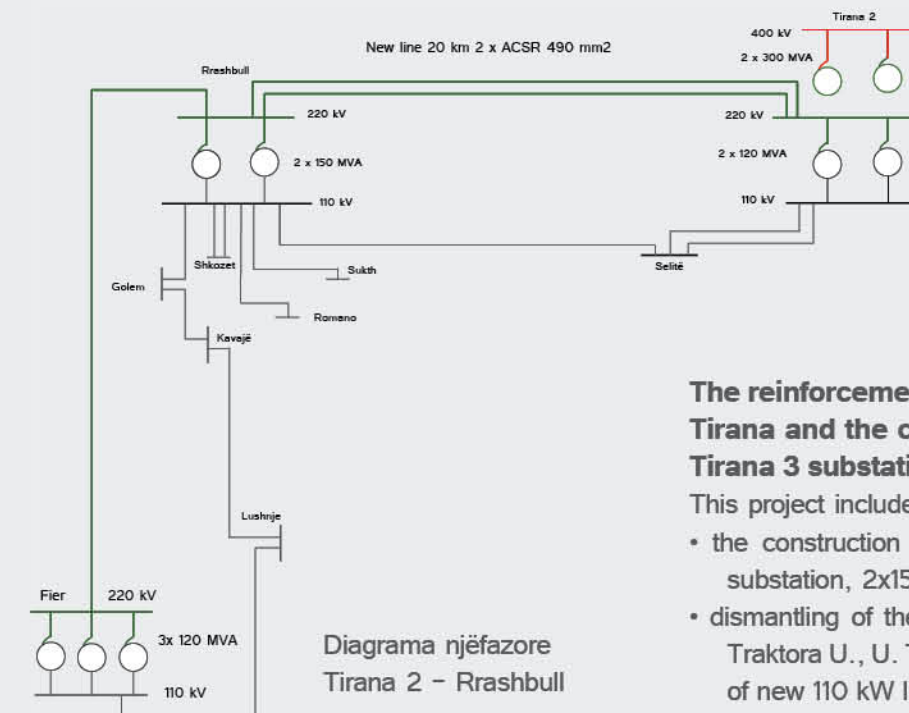 Tirana 2
400 kV
New line 20 km 2 x ACSR 490 mm2
2 x 300 MVA
Rrashbull
220 kV
220 kV
2 x 120 MVA
2 x 150 MVA
110 kV
110 kV
Shkozet
Sukth
Selitë
Golem
Romano
Kavajë
Lushnje
Fier
220 kV
3x 120 MVA
110 kV
Diagrama njëfazore
Tirana 2 - Rrashbull
The reinforceme
Tirana and the c
Tirana 3 substati
This project include
• the construction
substation, 2x15
• dismantling of the
Traktora U., U. T
of new 110 kW l